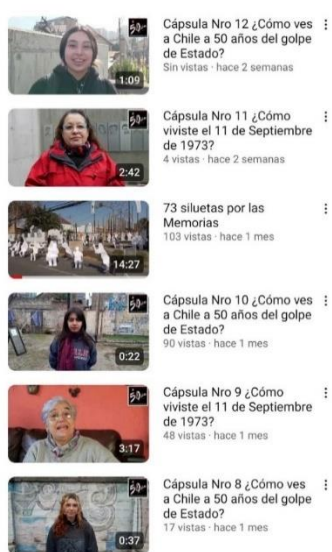 Cápsula Nro 12 ¿Cómo ves
a Chile a 50 años del golpe
de Estado?
Sin vistas · hace 2 semanas
1:09
Cápsula Nro 11 ¿Cómo
viviste el 11 de Septiembre
de 1973?
4 vistas · hace 2 semanas
2:42
73 siluetas por las
Memorias
103 vistas · hace 1 mes
14:27
Cápsula Nro 10 ¿Cómo ves
a Chile a 50 años del golpe
de Estado?
90 vistas · hace 1 mes
0:22
Cápsula Nro 9 ¿Cómo
viviste el 11 de Septiembre
de 1973?
48 vistas · hace 1 mes
3:17
Cápsula Nro 8 ¿Cómo ves
a Chile a 50 años del golpe
de Estado?
17 vistas · hace 1 mes
0:37